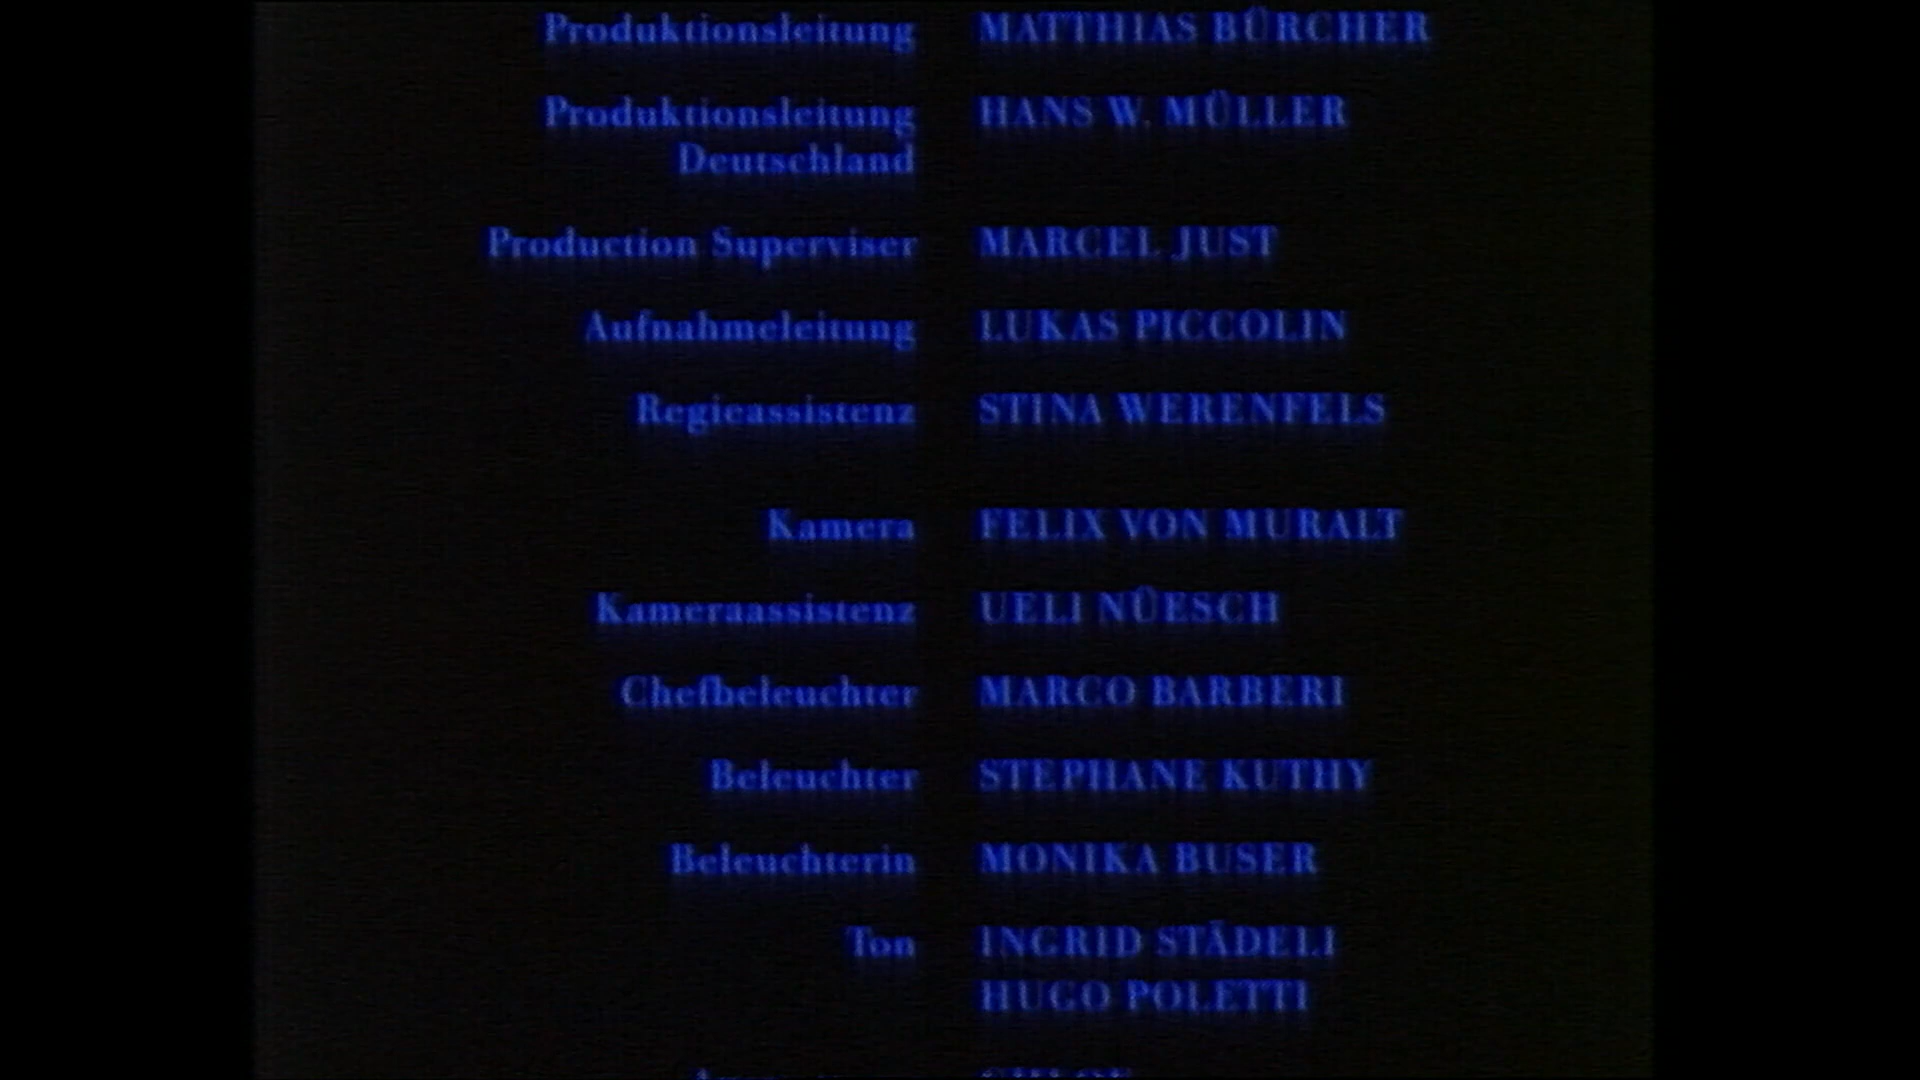 Produktionsleitung MATTHIAS BÜRCHER
Produktionsleitung HANS W. MÜLLER
Deutschland
Production Superviser MARCEL JUST
Aufnahmeleitung LUKAS PICCOLIN
Regieassistenz STINA WERENFELS
Kamera FELIX VON MURALT
Kameraassistenz UELI NÜESCH
Chefbeleuchter MARCO BARBERI
Beleuchter STEPHANE KUTHY
Beleuchterin MONIKA BUSER
Ton INGRID STÄDELI
HUGO POLETTI